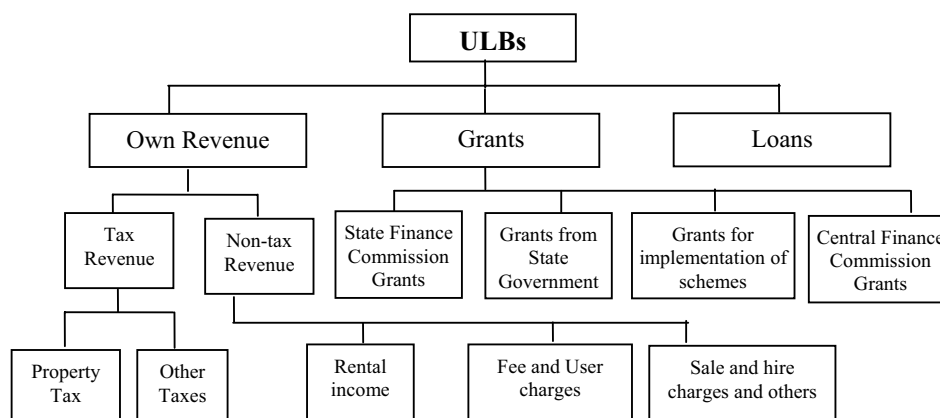 ULBs
Own Revenue
Grants
Loans
Tax
Revenue
Non-tax
Revenue
State Finance
Commission
Grants
Grants from
State
Government
Grants for
implementation of
schemes
Central Finance
Commission
Grants
Property
Tax
Other
Taxes
Rental
income
Fee and User
charges
Sale and hire
charges and others